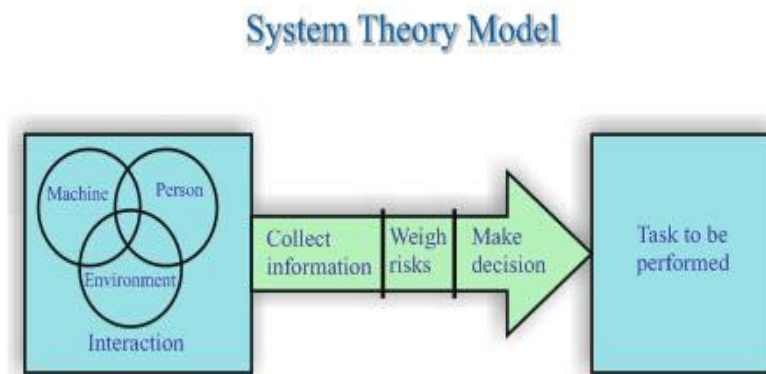 System Theory Model
Machine
Person
Environment
Interaction
Collect
information
Weigh
risks
Make
decision
Task to be
performed